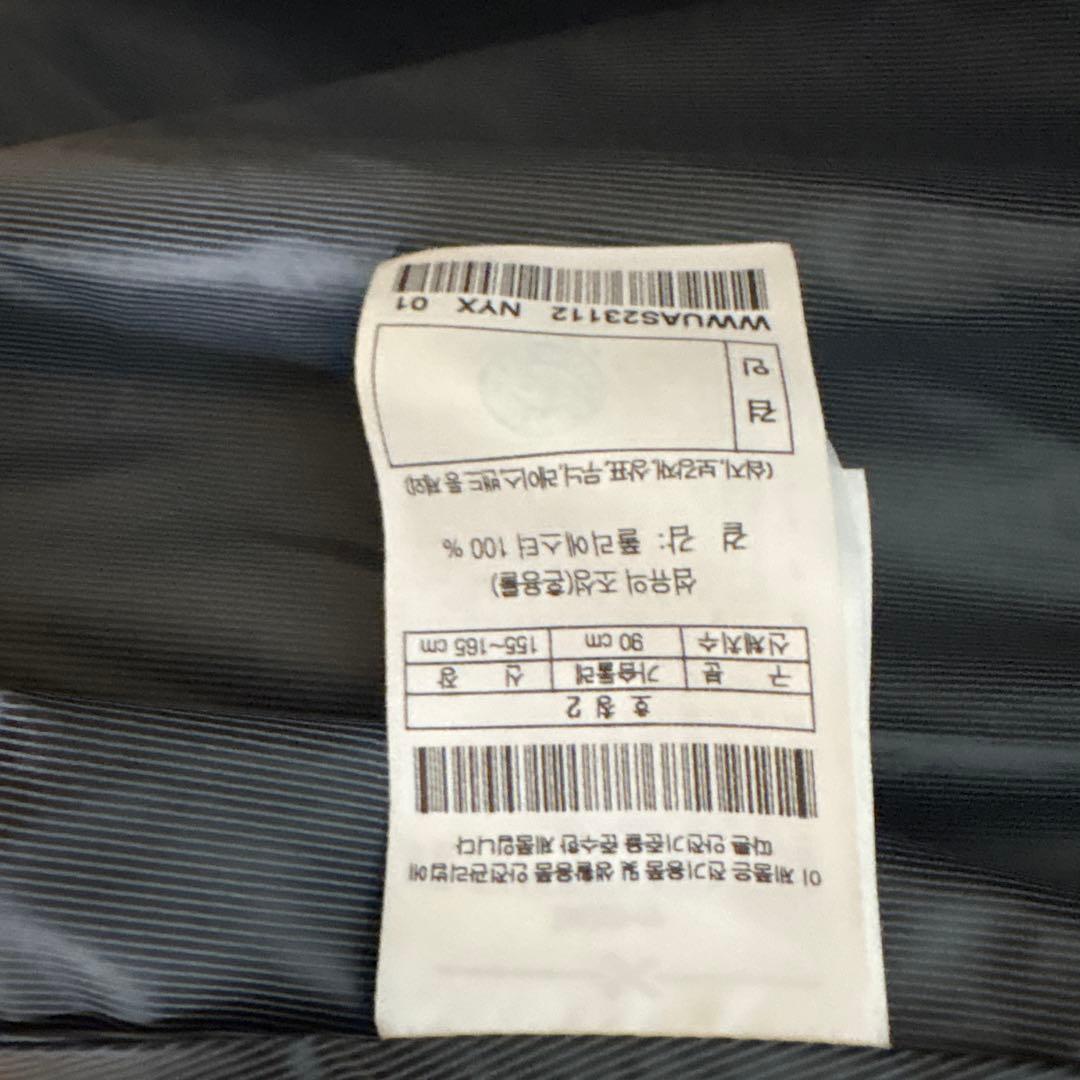 이 제품은 전기용품 및 생활용품 안전관리법에
따른 안전기준을 준수한 제품입니다
호 칭 2
구 분 가슴둘레 신 장
신체치수 90 cm 155~165 cm
섬유의 조성(혼용률)
겉 감: 폴리에스터 100 %
(심지,보강재,상표,무늬,레이스,밴드 등 제외)
검 인
WWUAS23112 NYX 01